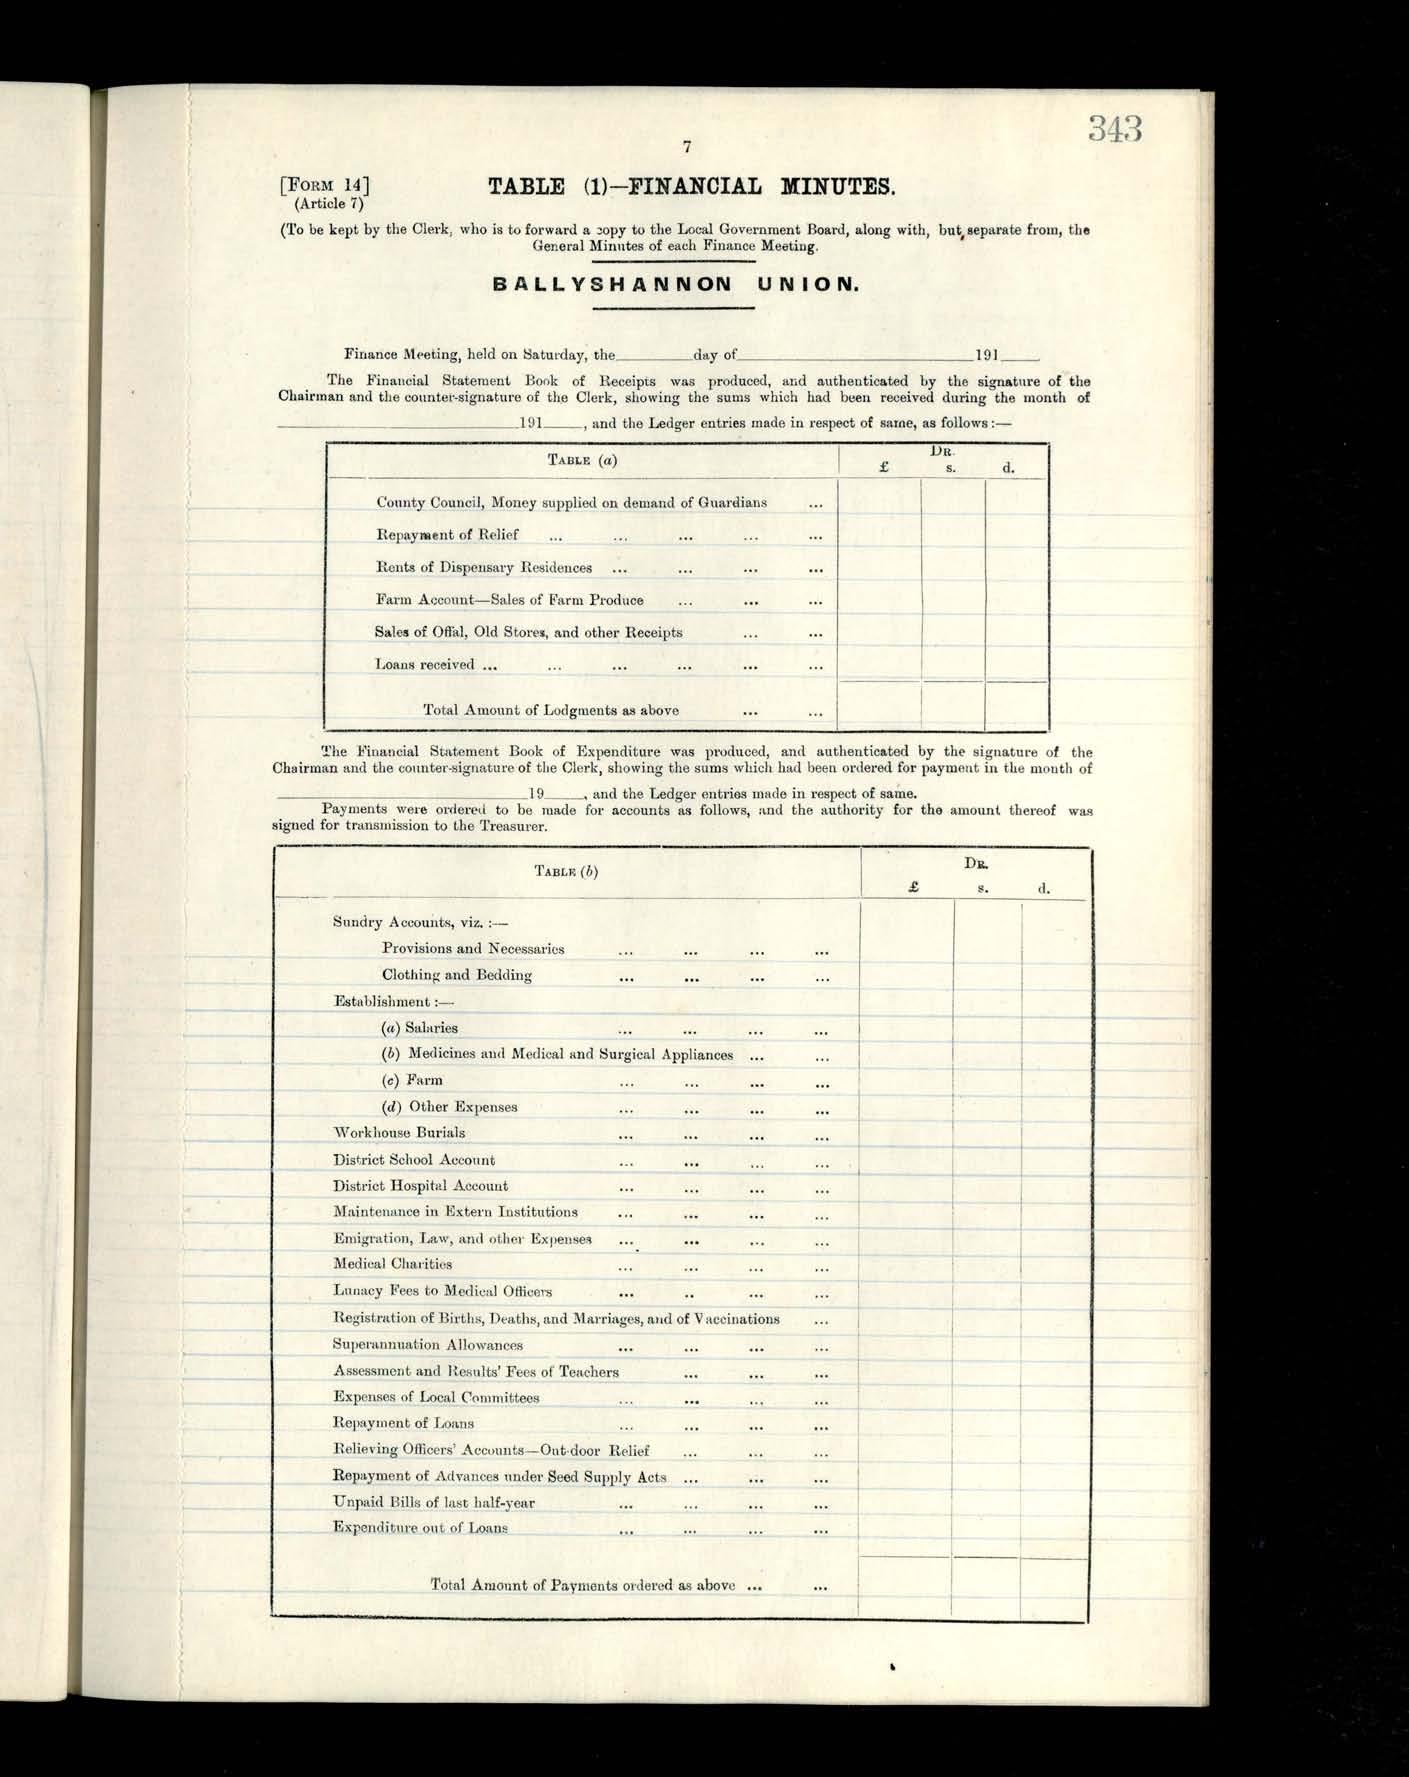 343
7
[FORM 14]
(Article 7)
TABLE (1)—FINANCIAL MINUTES.
(To be kept by the Clerk, who is to forward a copy to the Local Government Board, along with, but, separate from, the
General Minutes of each Finance Meeting.
BALLYSHANNON UNION.
Finance Meeting, held on Saturday, the________day of________________________191____
The Financial Statement Book of Receipts was produced, and authenticated by the signature of the
Chairman and the counter-signature of the Clerk, showing the sums which had been received during the month of
________________________191____, and the Ledger entries made in respect of same, as follows:—
TABLE (a) DR.
£ s. d.
County Council, Money supplied on demand of Guardians ...
Repayment of Relief ... ... ... ... ...
Rents of Dispensary Residences ... ... ... ...
Farm Account—Sales of Farm Produce ... ... ...
Sales of Offal, Old Stores, and other Receipts ... ...
Loans received ... ... ... ... ... ...
Total Amount of Lodgments as above ... ...
The Financial Statement Book of Expenditure was produced, and authenticated by the signature of the
Chairman and the counter-signature of the Clerk, showing the sums which had been ordered for payment in the month of
________________________19____, and the Ledger entries made in respect of same.
Payments were ordered to be made for accounts as follows, and the authority for the amount thereof was
signed for transmission to the Treasurer.
TABLE (b) DR.
£ s. d.
Sundry Accounts, viz. :—
Provisions and Necessaries ... ... ... ...
Clothing and Bedding ... ... ... ...
Establishment :—
(a) Salaries ... ... ... ...
(b) Medicines and Medical and Surgical Appliances ... ...
(c) Farm ... ... ... ...
(d) Other Expenses ... ... ... ...
Workhouse Burials ... ... ... ...
District School Account ... ... ... ...
District Hospital Account ... ... ... ...
Maintenance in Extern Institutions ... ... ... ...
Emigration, Law, and other Expenses ... ... ... ...
Medical Charities ... ... ... ...
Lunacy Fees to Medical Officers ... .. ... ...
Registration of Births, Deaths, and Marriages, and of Vaccinations ...
Superannuation Allowances ... ... ... ...
Assessment and Results' Fees of Teachers ... ... ...
Expenses of Local Committees ... ... ... ...
Repayment of Loans ... ... ... ...
Relieving Officers' Accounts—Out-door Relief ... ... ...
Repayment of Advances under Seed Supply Acts ... ... ...
Unpaid Bills of last half-year ... ... ... ...
Expenditure out of Loans ... ... ... ...
Total Amount of Payments ordered as above ... ...